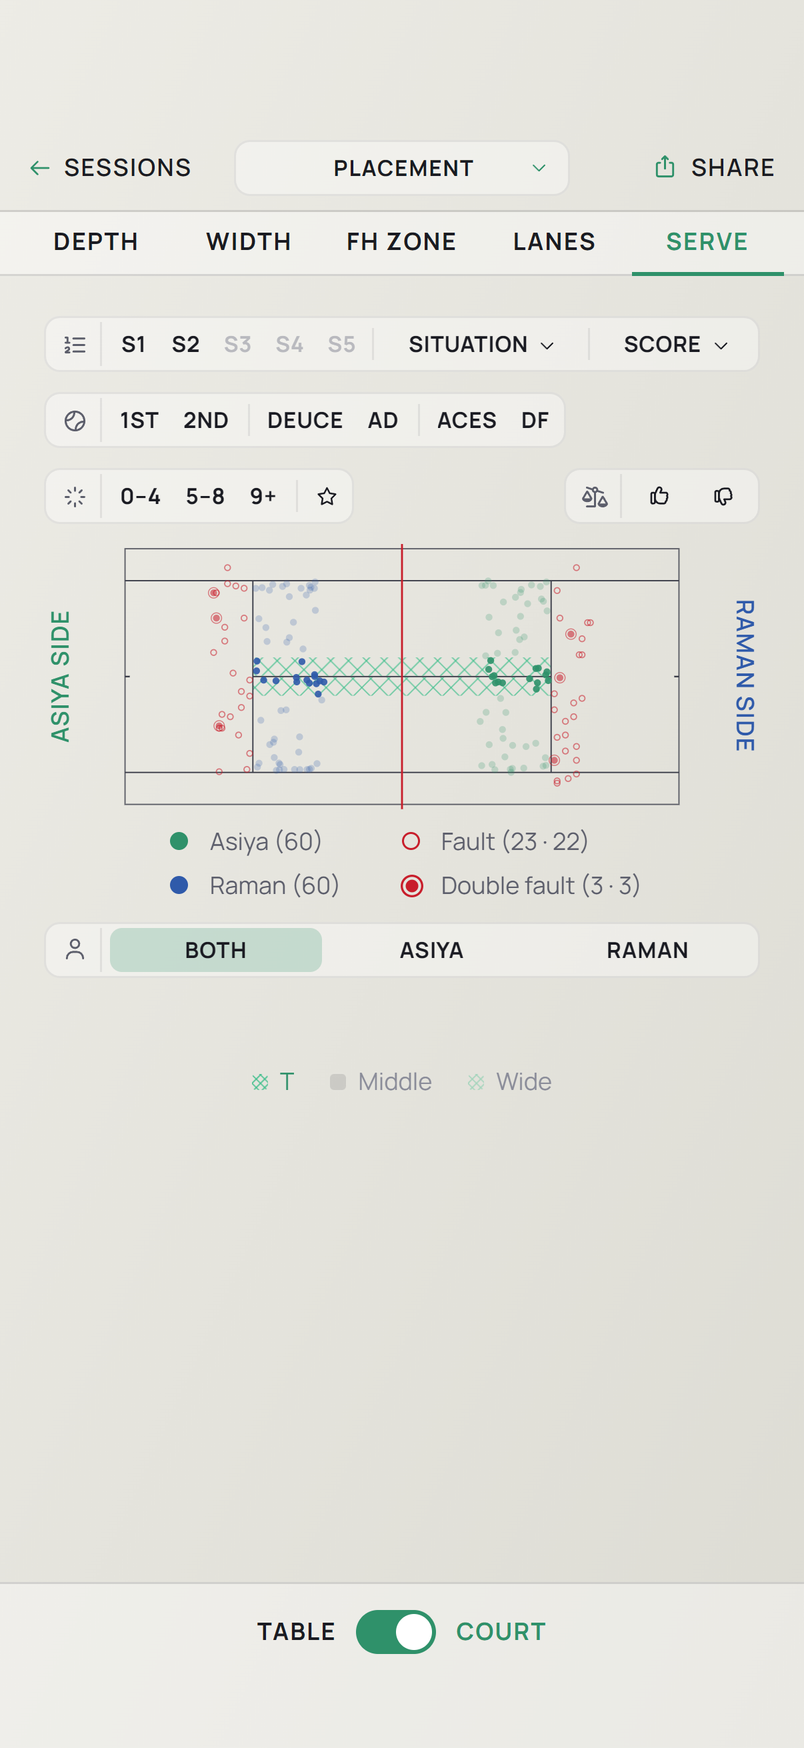 ← SESSIONS PLACEMENT SHARE
DEPTH WIDTH FH ZONE LANES SERVE
S1 S2 S3 S4 S5 SITUATION SCORE
1ST 2ND DEUCE AD ACES DF
0–4 5–8 9+
ASIYA SIDE
RAMAN SIDE
Asiya (60) Fault (23 · 22)
Raman (60) Double fault (3 · 3)
BOTH ASIYA RAMAN
T Middle Wide
TABLE COURT